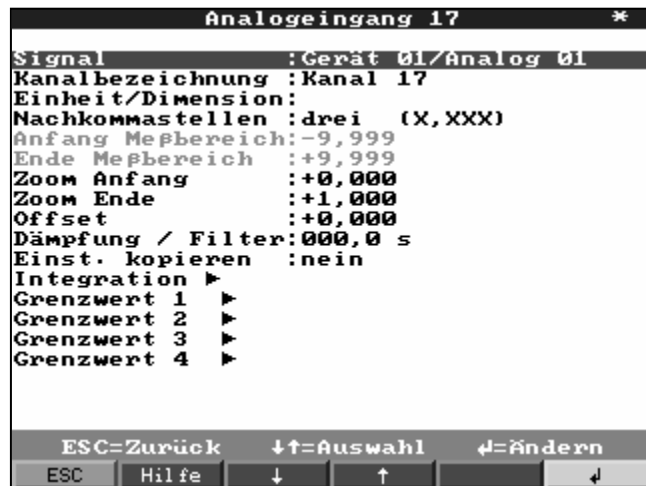 Analogeingang 17 *
Signal :Gerät 01/Analog 01
Kanalbezeichnung :Kanal 17
Einheit/Dimension:
Nachkommastellen :drei (X,XXX)
Anfang Meßbereich:-9,999
Ende Meßbereich :+9,999
Zoom Anfang :+0,000
Zoom Ende :+1,000
Offset :+0,000
Dämpfung / Filter:000,0 s
Einst. kopieren :nein
Integration ►
Grenzwert 1 ►
Grenzwert 2 ►
Grenzwert 3 ►
Grenzwert 4 ►
ESC=Zurück ↓↑=Auswahl ↵=Ändern
ESC Hilfe ↓ ↑ ↵